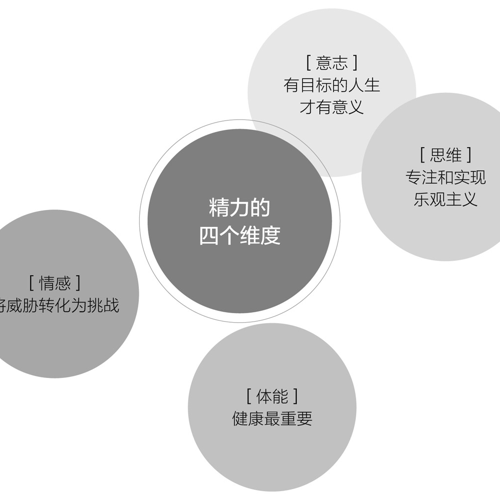 [ 意志 ]
有目标的人生
才有意义
[ 思维 ]
专注和实现
乐观主义
精力的
四个维度
[ 情感 ]
将威胁转化为挑战
[ 体能 ]
健康最重要